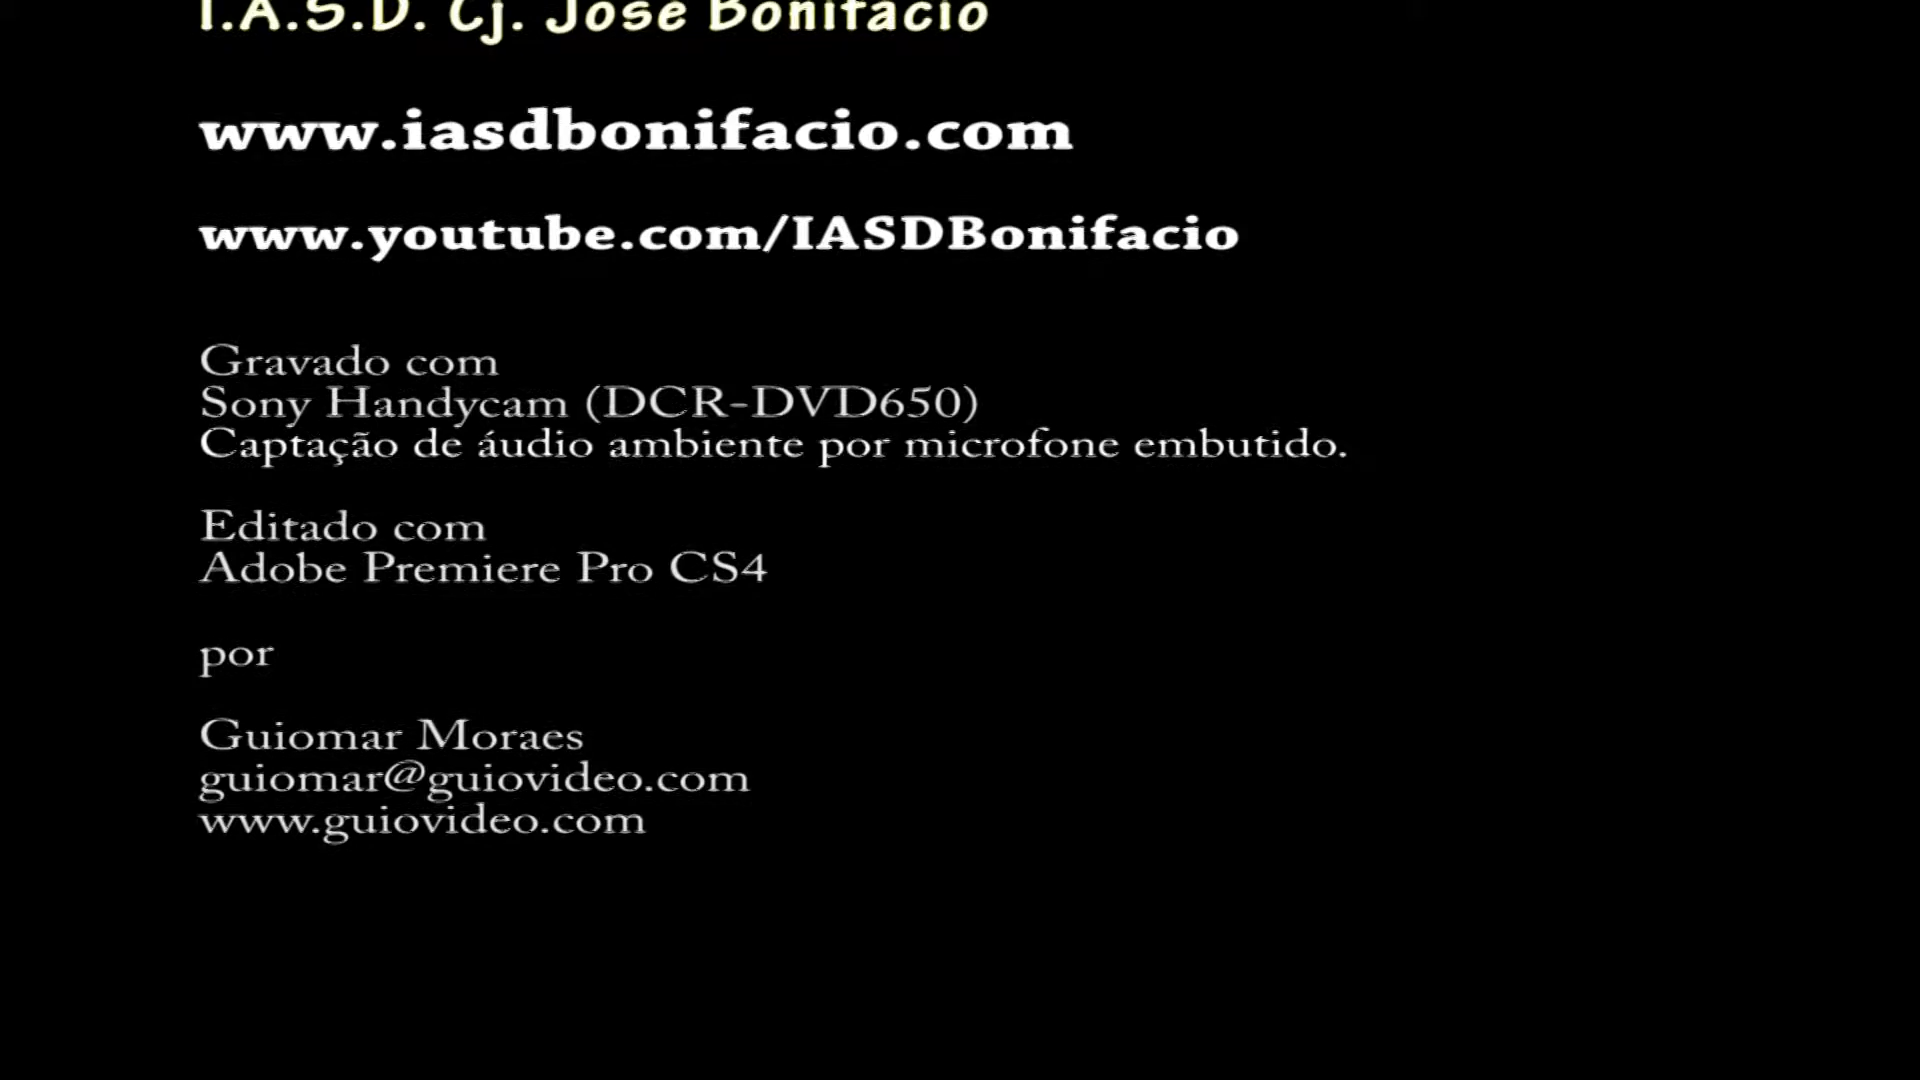 I.A.S.D. Cj. José Bonifácio
www.iasdbonifacio.com
www.youtube.com/IASDBonifacio
Gravado com
Sony Handycam (DCR-DVD650)
Captação de áudio ambiente por microfone embutido.
Editado com
Adobe Premiere Pro CS4
por
Guiomar Moraes
guiomar@guiovideo.com
www.guiovideo.com